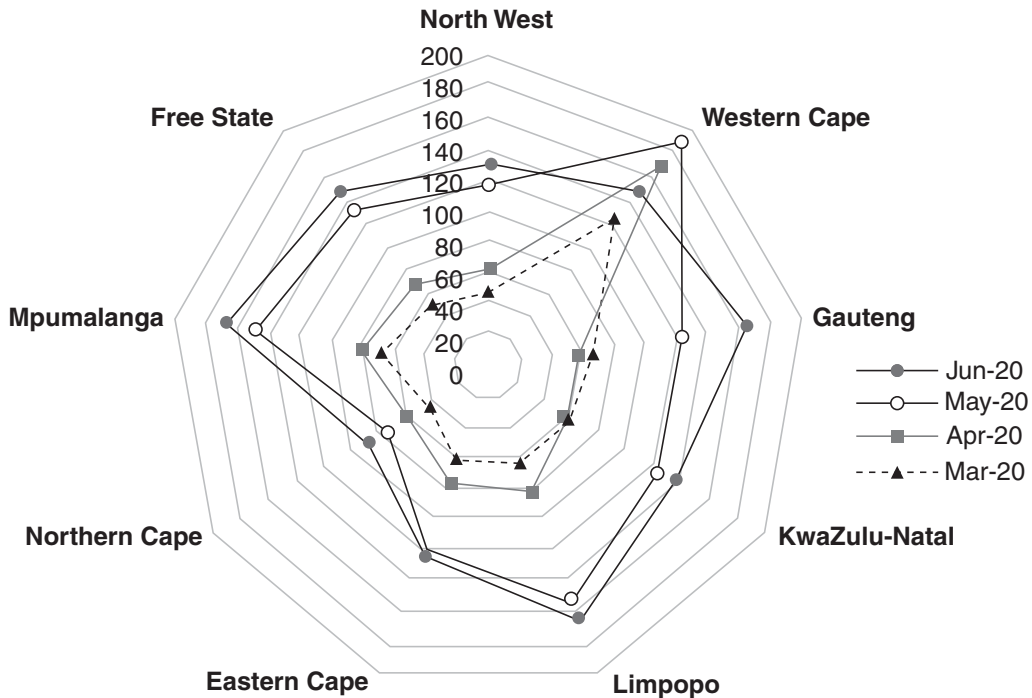 North West
200
180
160
140
120
100
80
60
40
20
0
Free State
Western Cape
Mpumalanga
Gauteng
Northern Cape
KwaZulu-Natal
Eastern Cape
Limpopo
Jun-20
May-20
Apr-20
Mar-20